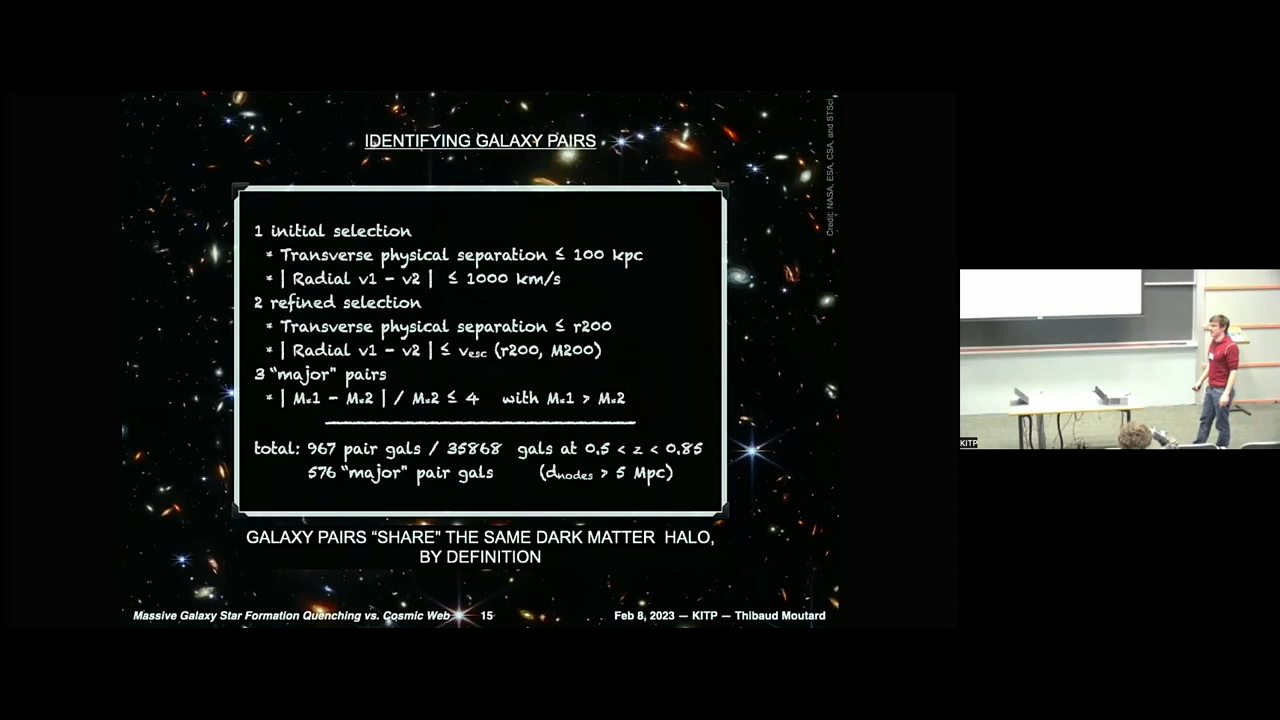 IDENTIFYING GALAXY PAIRS
Credit: NASA, ESA, CSA, and STScI
1 initial selection
* Transverse physical separation ≤ 100 kpc
* | Radial v1 - v2 | ≤ 1000 km/s
2 refined selection
* Transverse physical separation ≤ r200
* | Radial v1 - v2 | ≤ vesc (r200, M200)
3 "major" pairs
* | M*1 - M*2 | / M*2 ≤ 4 with M*1 > M*2
total: 967 pair gals / 35868 gals at 0.5 < z < 0.85
576 "major" pair gals (dnodes > 5 Mpc)
GALAXY PAIRS “SHARE" THE SAME DARK MATTER HALO,
BY DEFINITION
Massive Galaxy Star Formation Quenching vs. Cosmic Web 15 Feb 8, 2023 — KITP — Thibaud Moutard
KITP